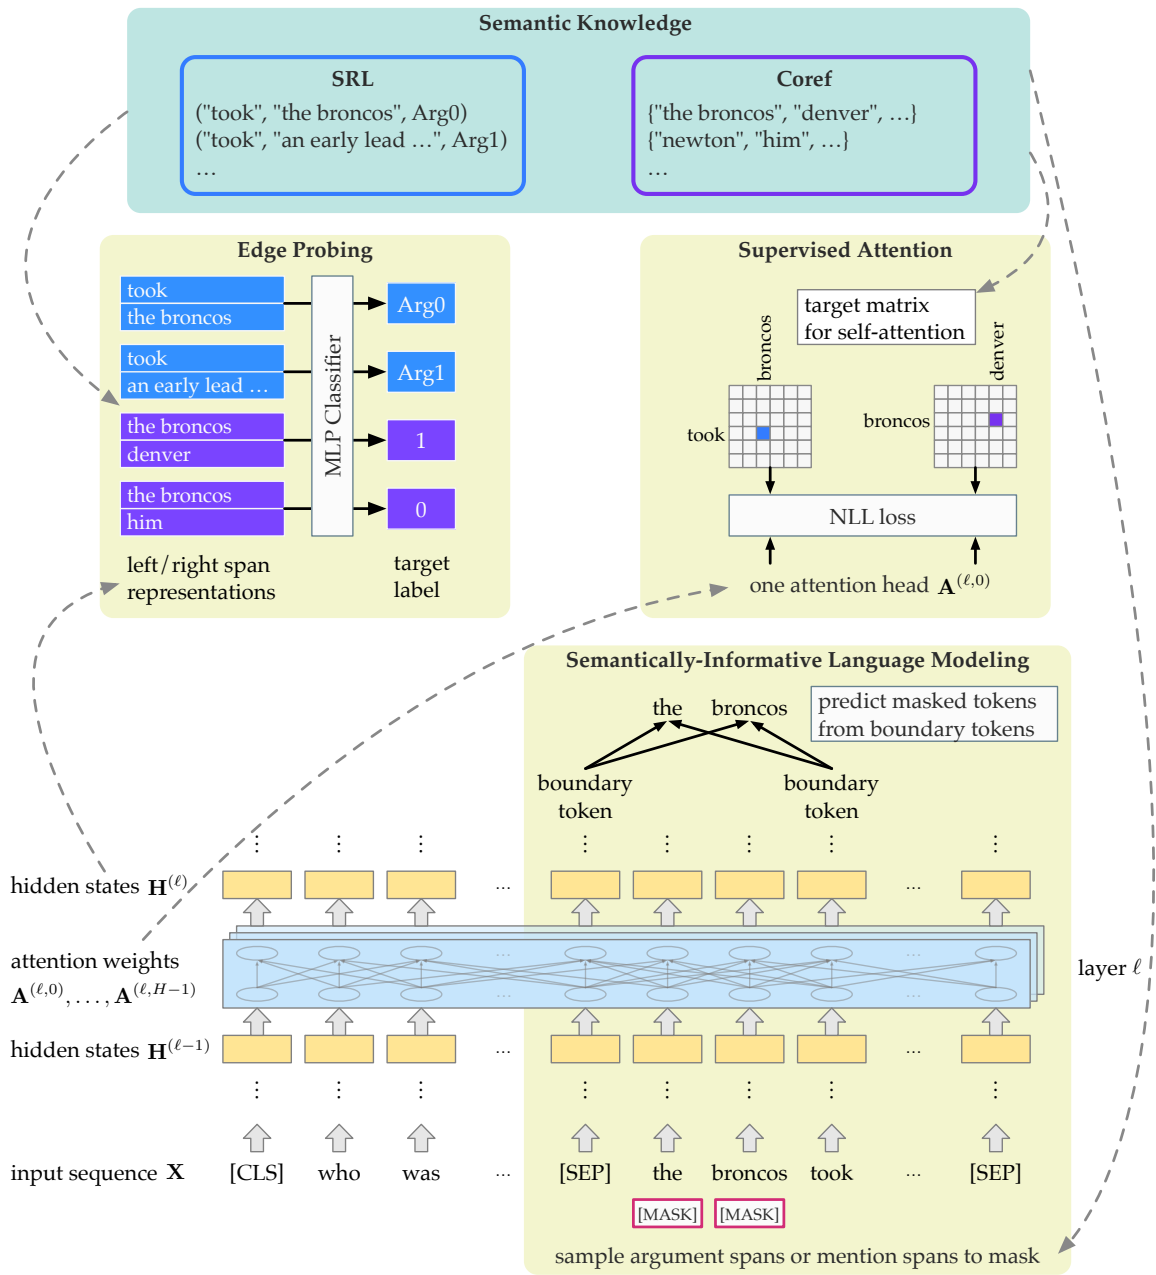 Semantic Knowledge
SRL
("took", "the broncos", Arg0)
("took", "an early lead …", Arg1)
…
Coref
{"the broncos", "denver", …}
{"newton", "him", …}
…
Edge Probing
took
the broncos
Arg0
took
an early lead …
Arg1
the broncos
denver
1
the broncos
him
0
MLP Classifier
left/right span
representations
target
label
Supervised Attention
target matrix
for self-attention
broncos
took
denver
broncos
NLL loss
one attention head A^(ℓ,0)
Semantically-Informative Language Modeling
the broncos
predict masked tokens
from boundary tokens
boundary
token
boundary
token
⋮ ⋮ ⋮ ⋮ ⋮ ⋮ ⋮ ⋮
hidden states H^(ℓ) ... ...
attention weights
A^(ℓ,0), . . . , A^(ℓ,H−1)
... ...
... ...
layer ℓ
hidden states H^(ℓ−1) ... ...
⋮ ⋮ ⋮ ⋮ ⋮ ⋮ ⋮ ⋮
input sequence X [CLS] who was ... [SEP] the broncos took ... [SEP]
[MASK] [MASK]
sample argument spans or mention spans to mask